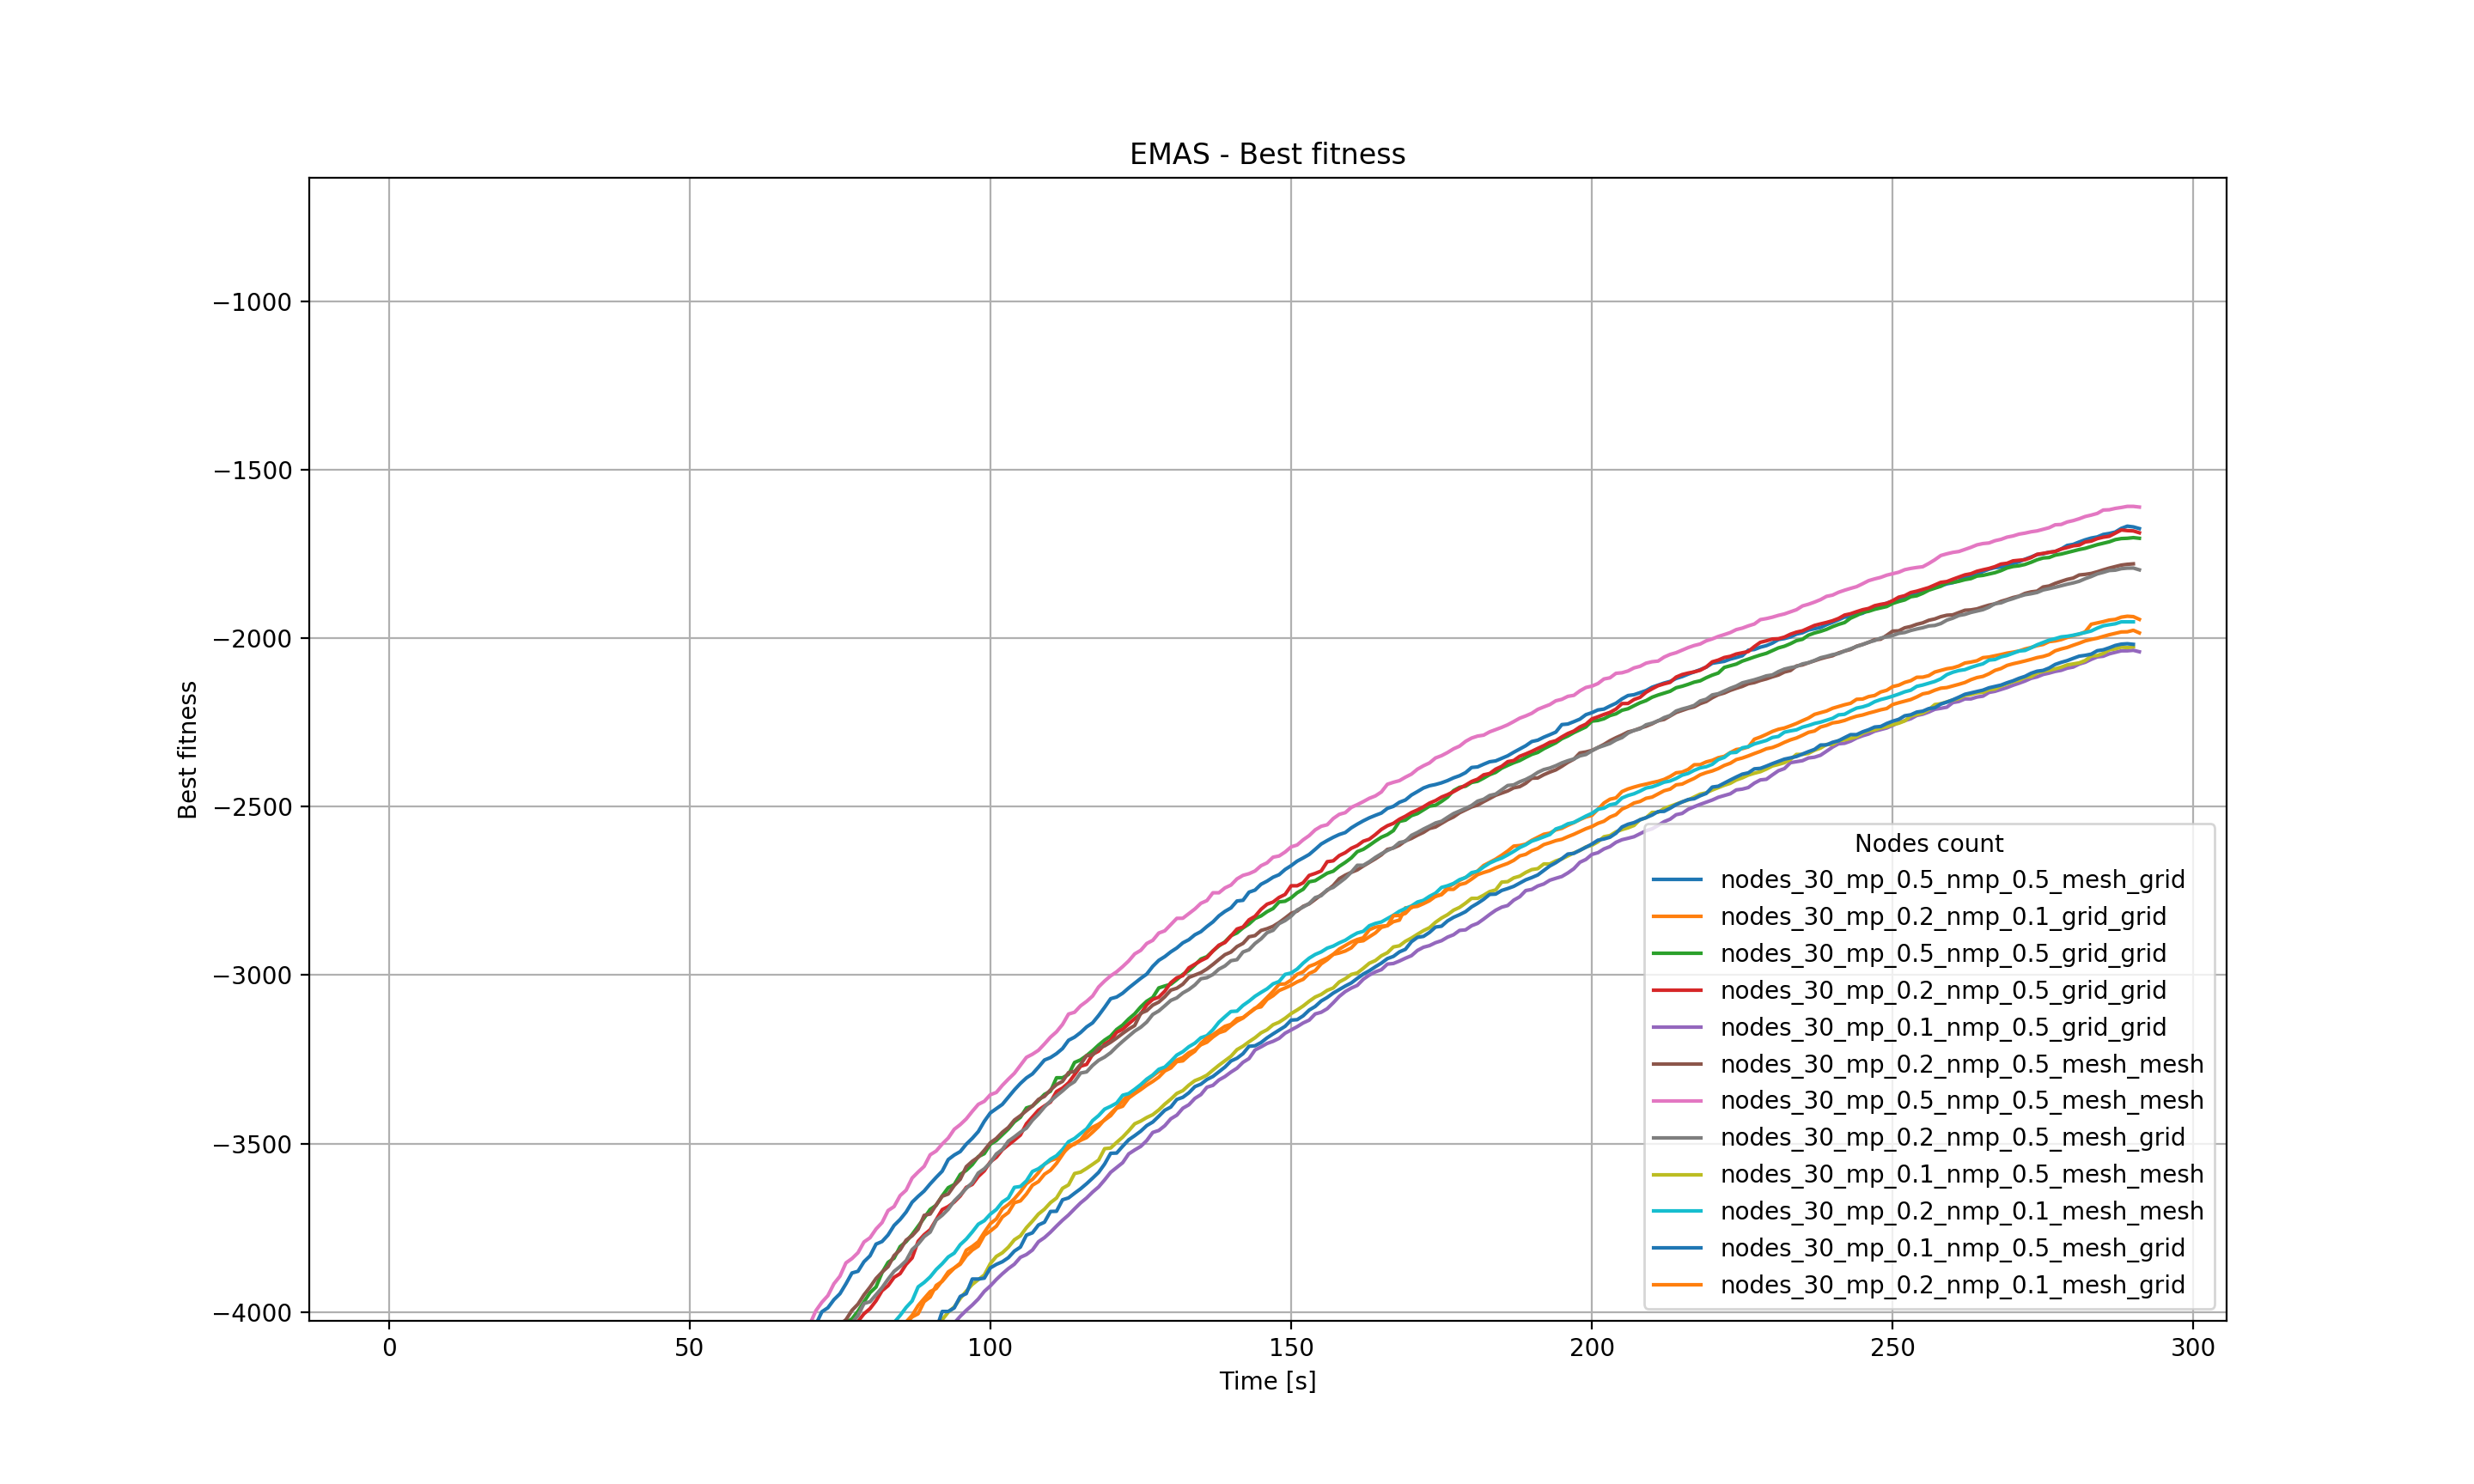 EMAS - Best fitness
−1000
−1500
−2000
−2500
−3000
−3500
−4000
Best fitness
Nodes count
nodes_30_mp_0.5_nmp_0.5_mesh_grid
nodes_30_mp_0.2_nmp_0.1_grid_grid
nodes_30_mp_0.5_nmp_0.5_grid_grid
nodes_30_mp_0.2_nmp_0.5_grid_grid
nodes_30_mp_0.1_nmp_0.5_grid_grid
nodes_30_mp_0.2_nmp_0.5_mesh_mesh
nodes_30_mp_0.5_nmp_0.5_mesh_mesh
nodes_30_mp_0.2_nmp_0.5_mesh_grid
nodes_30_mp_0.1_nmp_0.5_mesh_mesh
nodes_30_mp_0.2_nmp_0.1_mesh_mesh
nodes_30_mp_0.1_nmp_0.5_mesh_grid
nodes_30_mp_0.2_nmp_0.1_mesh_grid
0 50 100 150 200 250 300
Time [s]